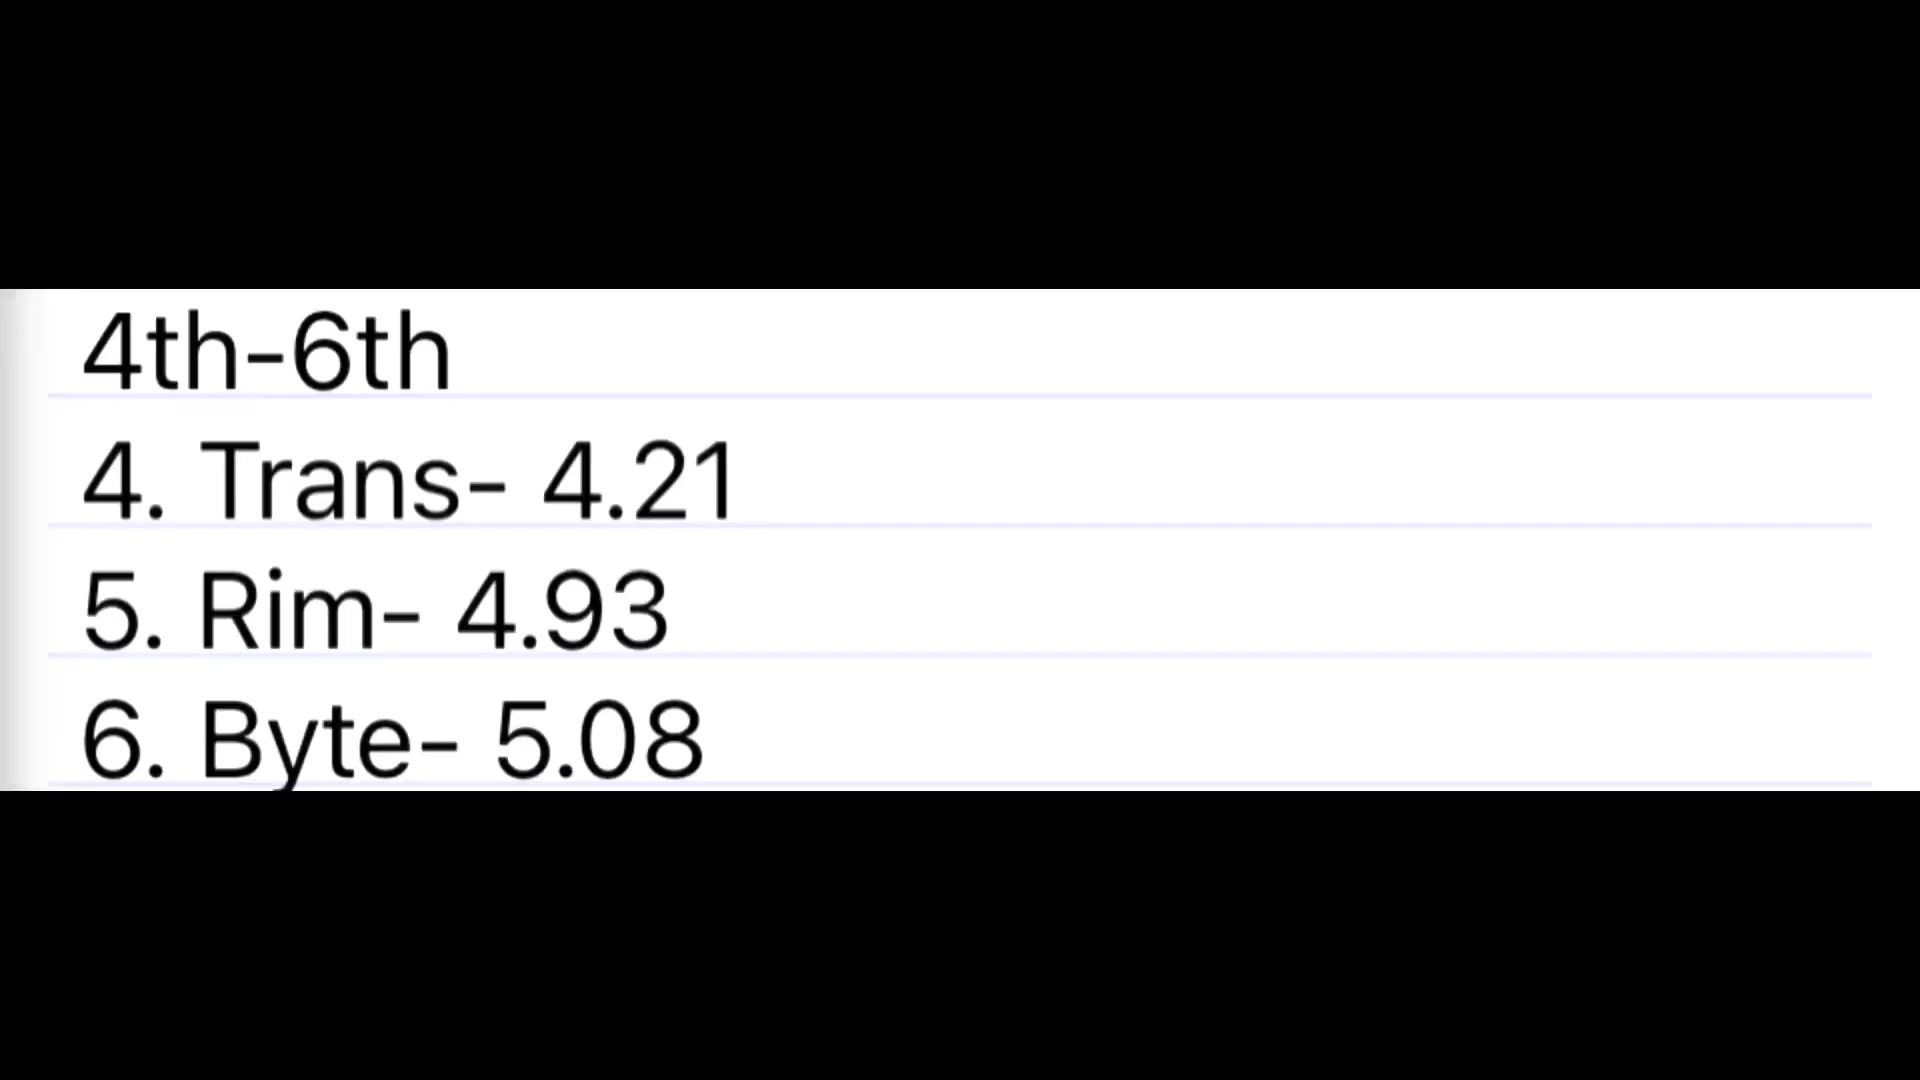 4th-6th
4. Trans- 4.21
5. Rim- 4.93
6. Byte- 5.08